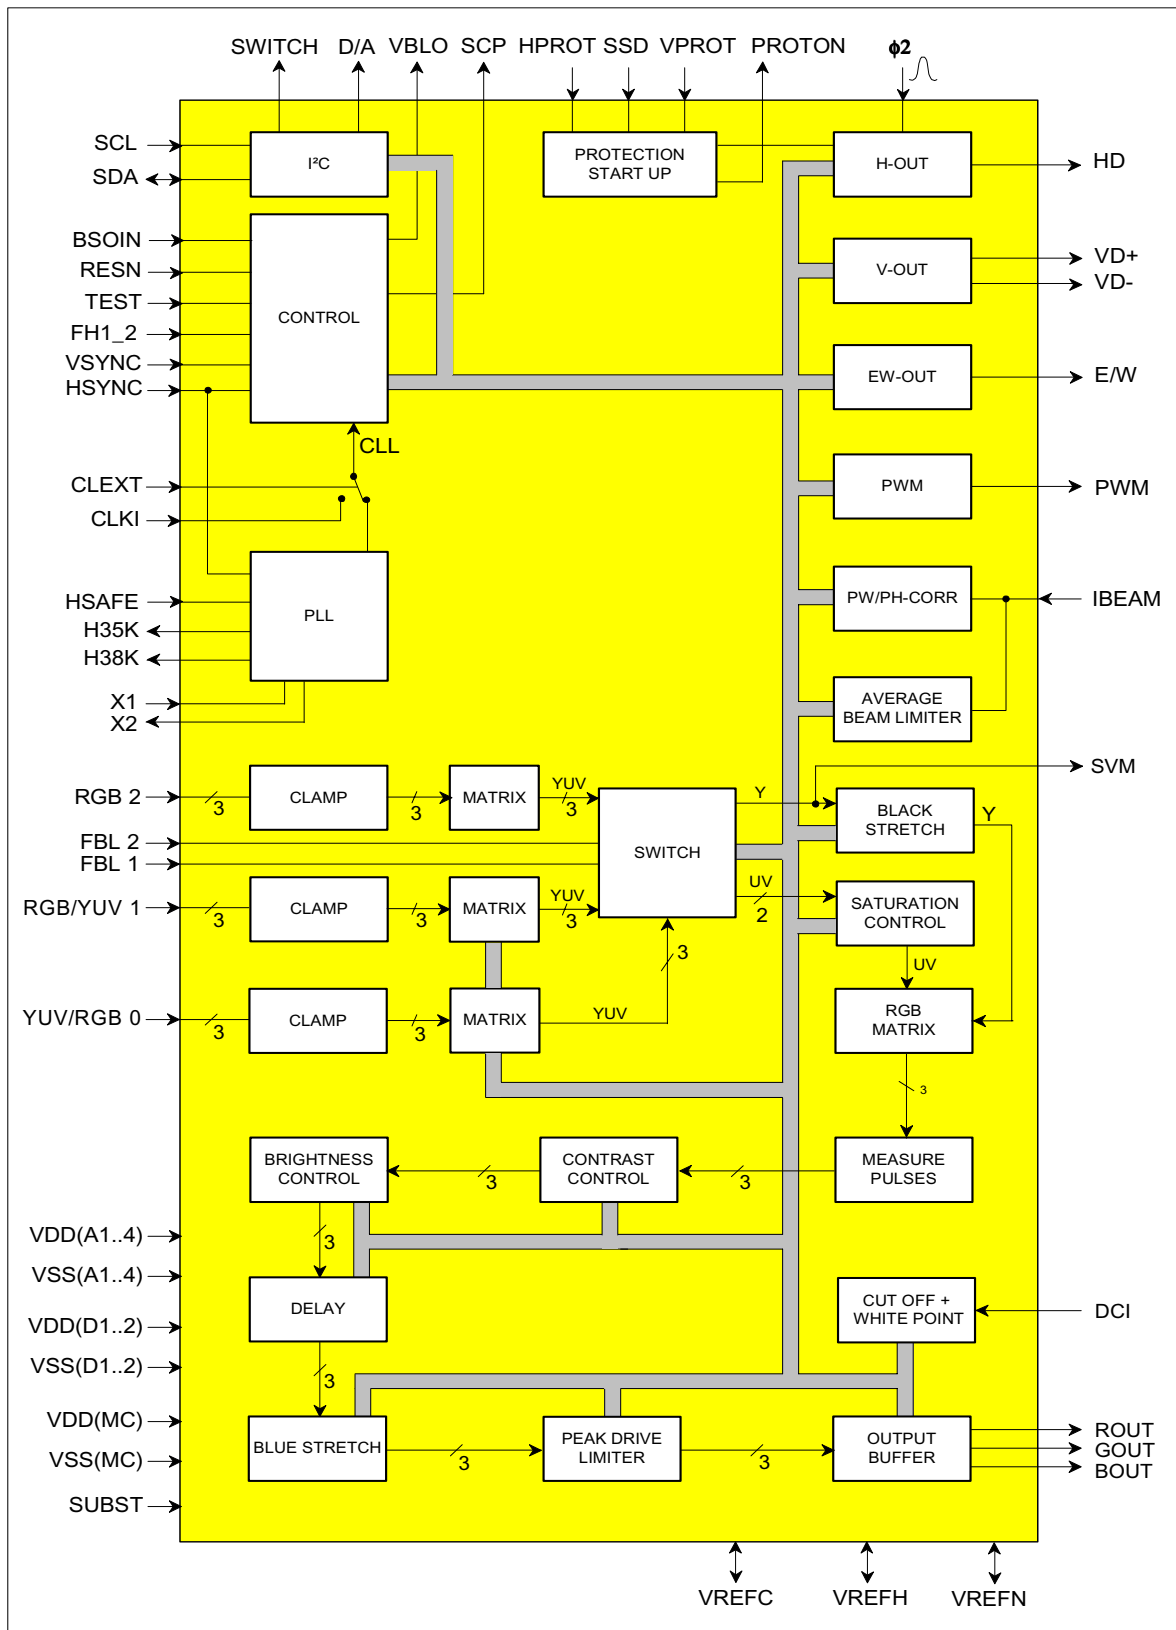 SWITCH D/A VBLO SCP HPROT SSD VPROT PROTON ϕ2
SCL
SDA
BSOIN
RESN
TEST
FH1_2
VSYNC
HSYNC
CLEXT
CLKI
HSAFE
H35K
H38K
X1
X2
RGB 2
FBL 2
FBL 1
RGB/YUV 1
YUV/RGB 0
VDD(A1..4)
VSS(A1..4)
VDD(D1..2)
VSS(D1..2)
VDD(MC)
VSS(MC)
SUBST
I²C
CONTROL
CLL
PLL
PROTECTION
START UP
H-OUT
HD
V-OUT
VD+
VD-
EW-OUT
E/W
PWM
PWM
PW/PH-CORR
IBEAM
AVERAGE
BEAM LIMITER
SVM
3 CLAMP 3 MATRIX YUV 3
SWITCH
Y
BLACK
STRETCH
Y
3 CLAMP 3 MATRIX YUV 3
UV
2
SATURATION
CONTROL
UV
3
3 CLAMP 3 MATRIX YUV
RGB
MATRIX
3
BRIGHTNESS
CONTROL
3
CONTRAST
CONTROL
3
MEASURE
PULSES
3
DELAY
3
CUT OFF +
WHITE POINT
DCI
BLUE STRETCH
3
PEAK DRIVE
LIMITER
3
OUTPUT
BUFFER
ROUT
GOUT
BOUT
VREFC VREFH VREFN